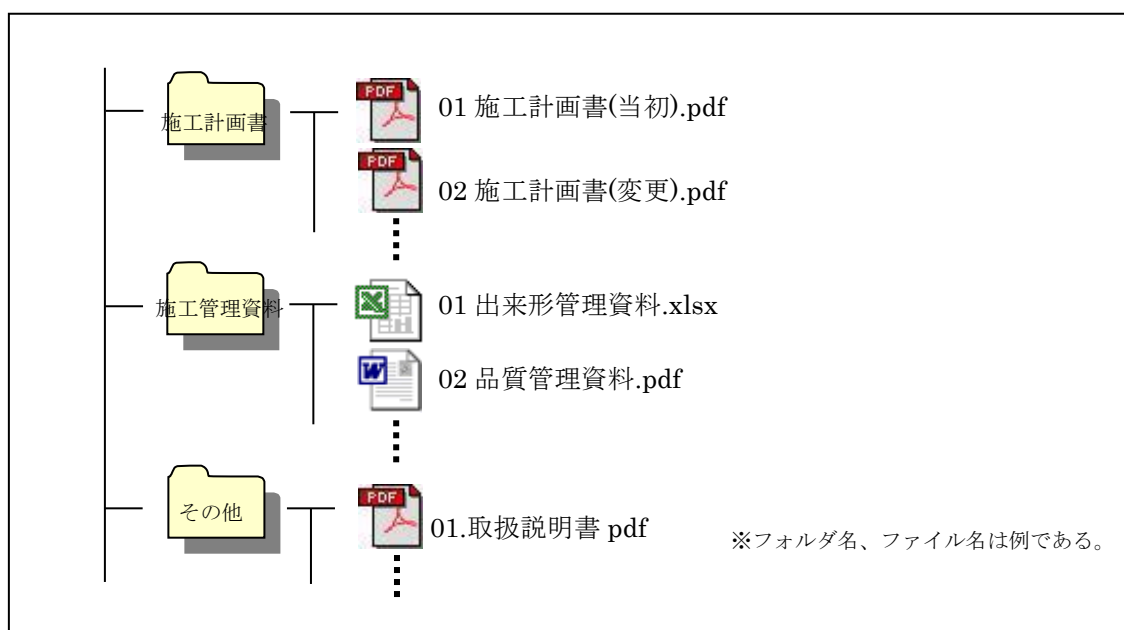 施工計画書
PDF
01 施工計画書(当初).pdf
PDF
02 施工計画書(変更).pdf
施工管理資料
01 出来形管理資料.xlsx
W
02 品質管理資料.pdf
その他
PDF
01.取扱説明書 pdf
※フォルダ名、ファイル名は例である。